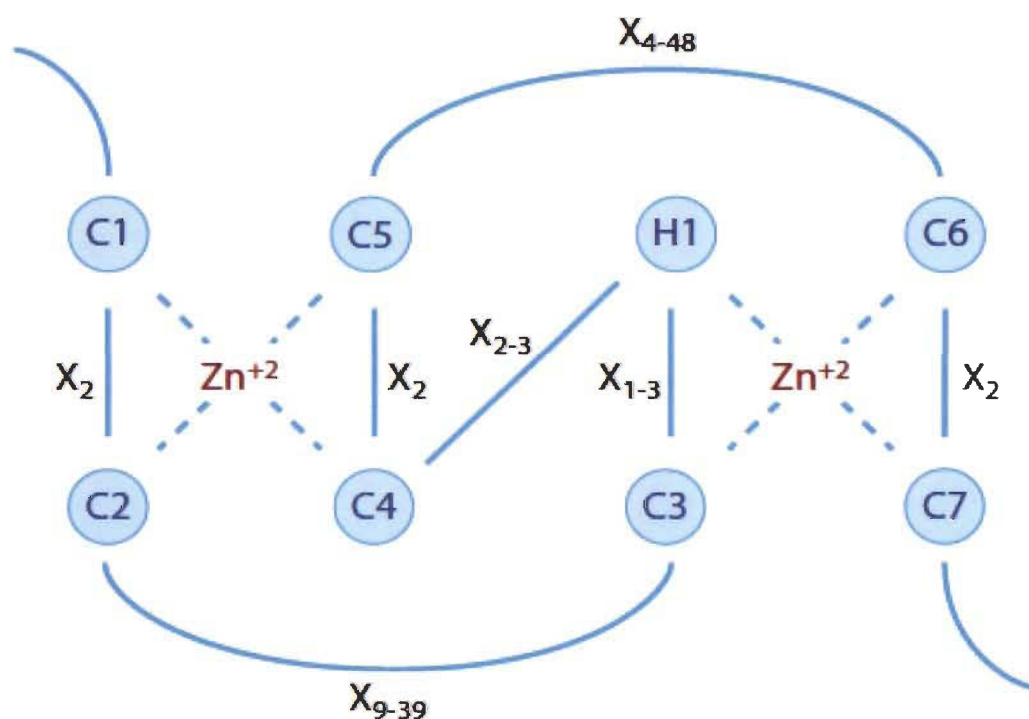 X₄₋₄₈
C1 C5 H1 C6
X₂ Zn⁺² X₂ X₂₋₃ X₁₋₃ Zn⁺² X₂
C2 C4 C3 C7
X₉₋₃₉